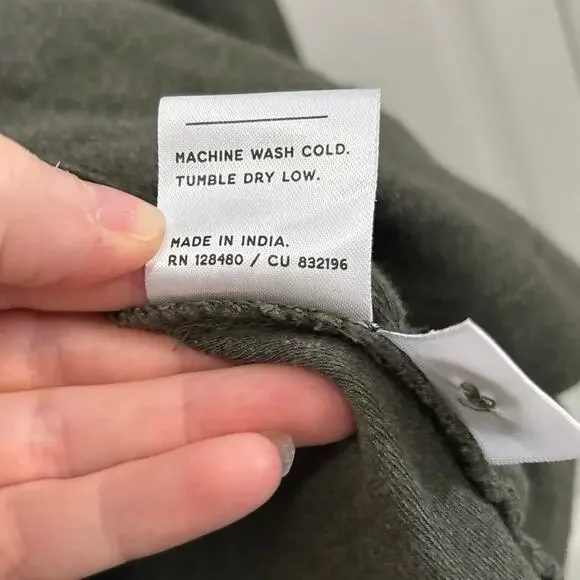 MACHINE WASH COLD.
TUMBLE DRY LOW.
MADE IN INDIA.
RN 128480 / CU 832196